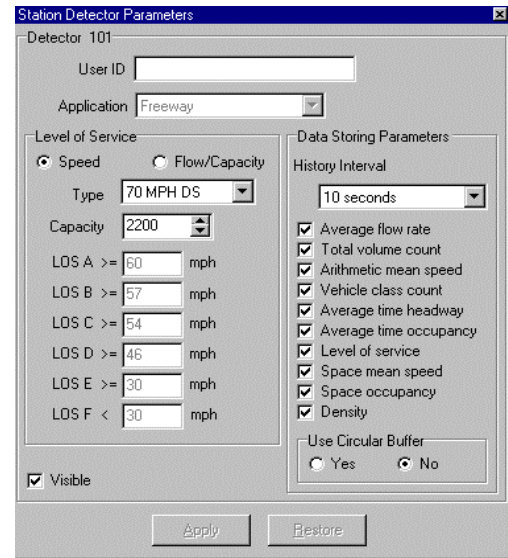 Station Detector Parameters
Detector 101
User ID
Application Freeway
Level of Service
Speed Flow/Capacity
Type 70 MPH DS
Capacity 2200
LOS A >= 60 mph
LOS B >= 57 mph
LOS C >= 54 mph
LOS D >= 46 mph
LOS E >= 30 mph
LOS F < 30 mph
Visible
Data Storing Parameters
History Interval
10 seconds
Average flow rate
Total volume count
Arithmetic mean speed
Vehicle class count
Average time headway
Average time occupancy
Level of service
Space mean speed
Space occupancy
Density
Use Circular Buffer
Yes No
Apply Restore